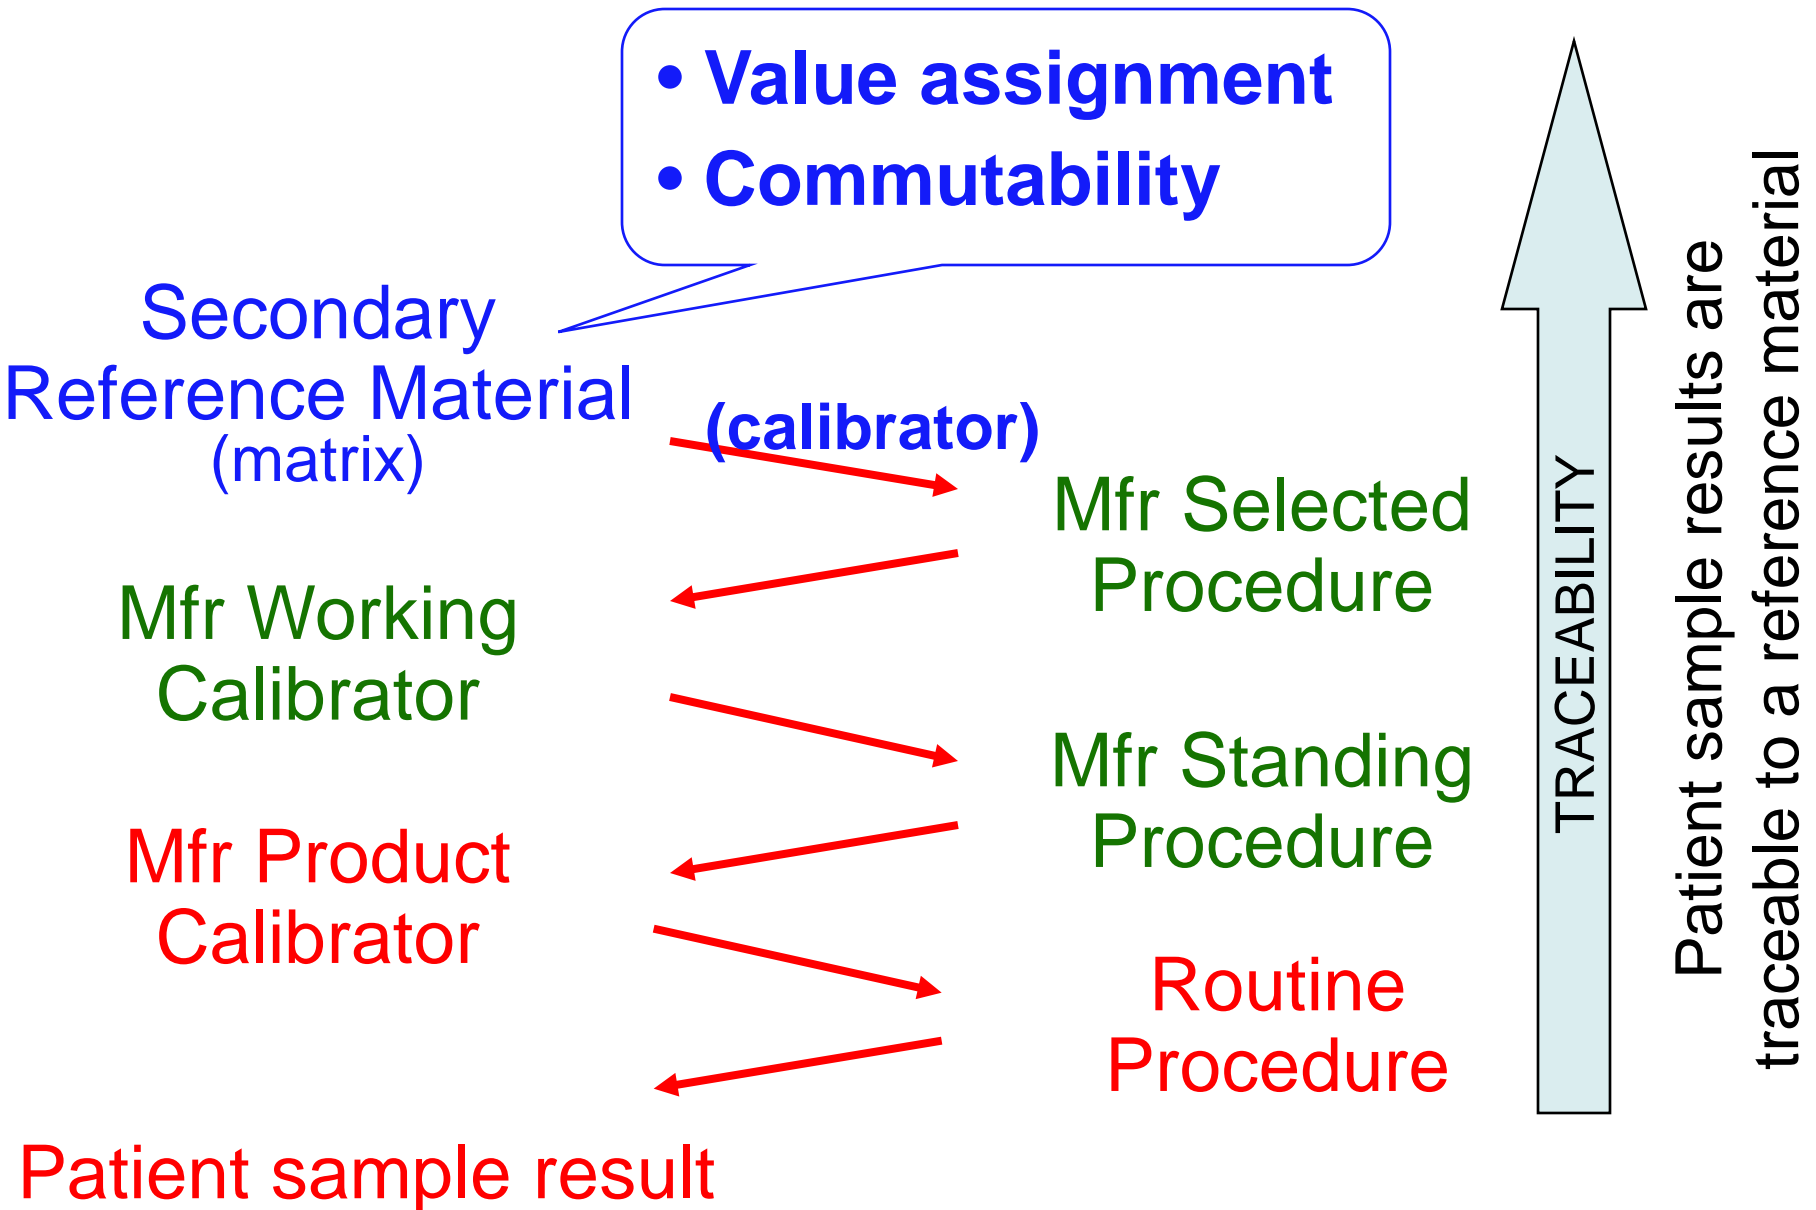 • Value assignment
• Commutability
Secondary
Reference Material
(matrix)
(calibrator)
Mfr Selected
Procedure
Mfr Working
Calibrator
Mfr Standing
Procedure
Mfr Product
Calibrator
Routine
Procedure
Patient sample result
TRACEABILITY
Patient sample results are
traceable to a reference material